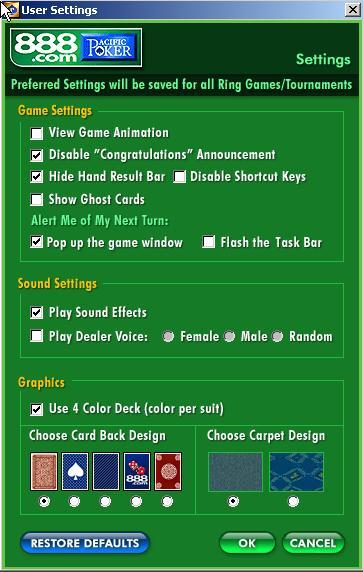 User Settings
888.com PACIFIC POKER
Settings
Preferred Settings will be saved for all Ring Games/Tournaments
Game Settings
View Game Animation
Disable "Congratulations" Announcement
Hide Hand Result Bar Disable Shortcut Keys
Show Ghost Cards
Alert Me of My Next Turn:
Pop up the game window Flash the Task Bar
Sound Settings
Play Sound Effects
Play Dealer Voice: Female Male Random
Graphics
Use 4 Color Deck (color per suit)
Choose Card Back Design Choose Carpet Design
888.com
RESTORE DEFAULTS OK CANCEL